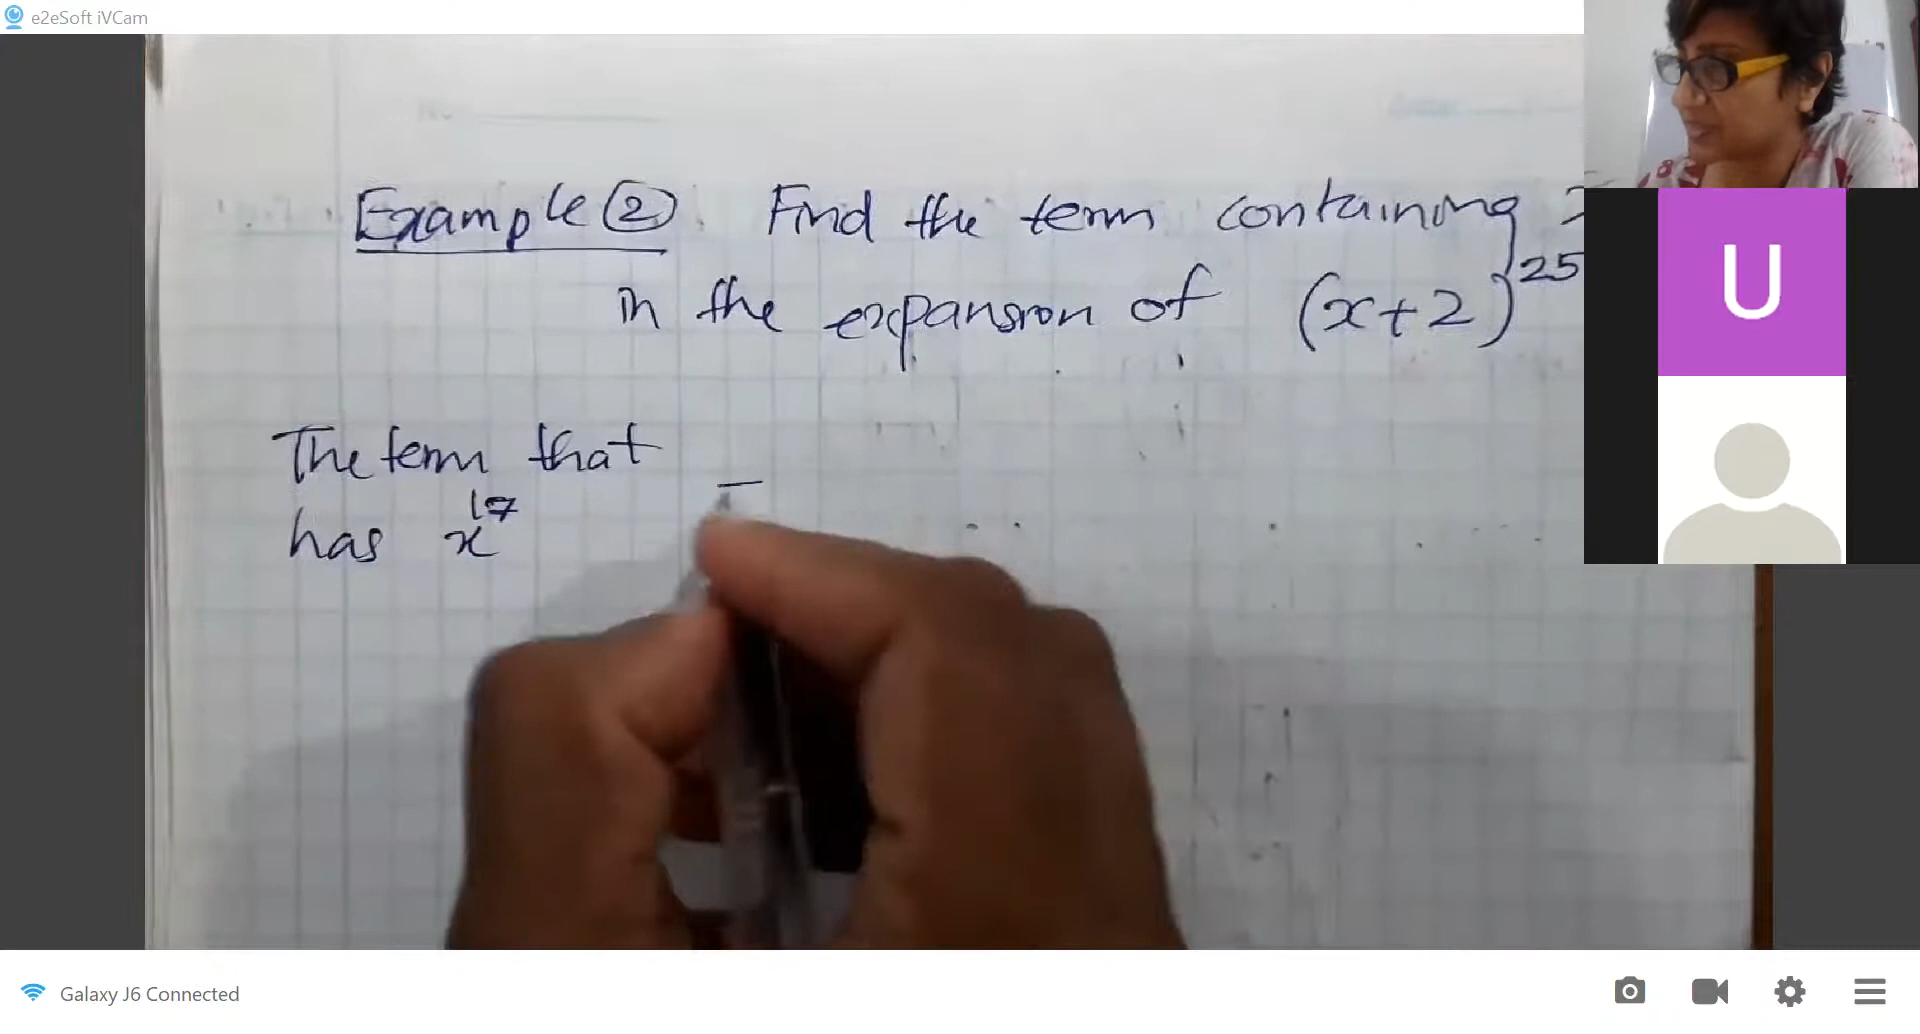 e2eSoft iVCam
Example ② Find the term containing
in the expansion of (x+2)^25
U
The term that
has x^17
Galaxy J6 Connected